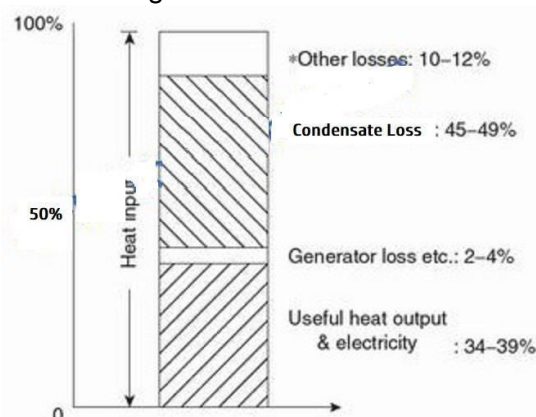 100%
*Other losses: 10–12%
Condensate Loss : 45–49%
50%
Heat input
Generator loss etc.: 2–4%
Useful heat output
& electricity : 34–39%
0